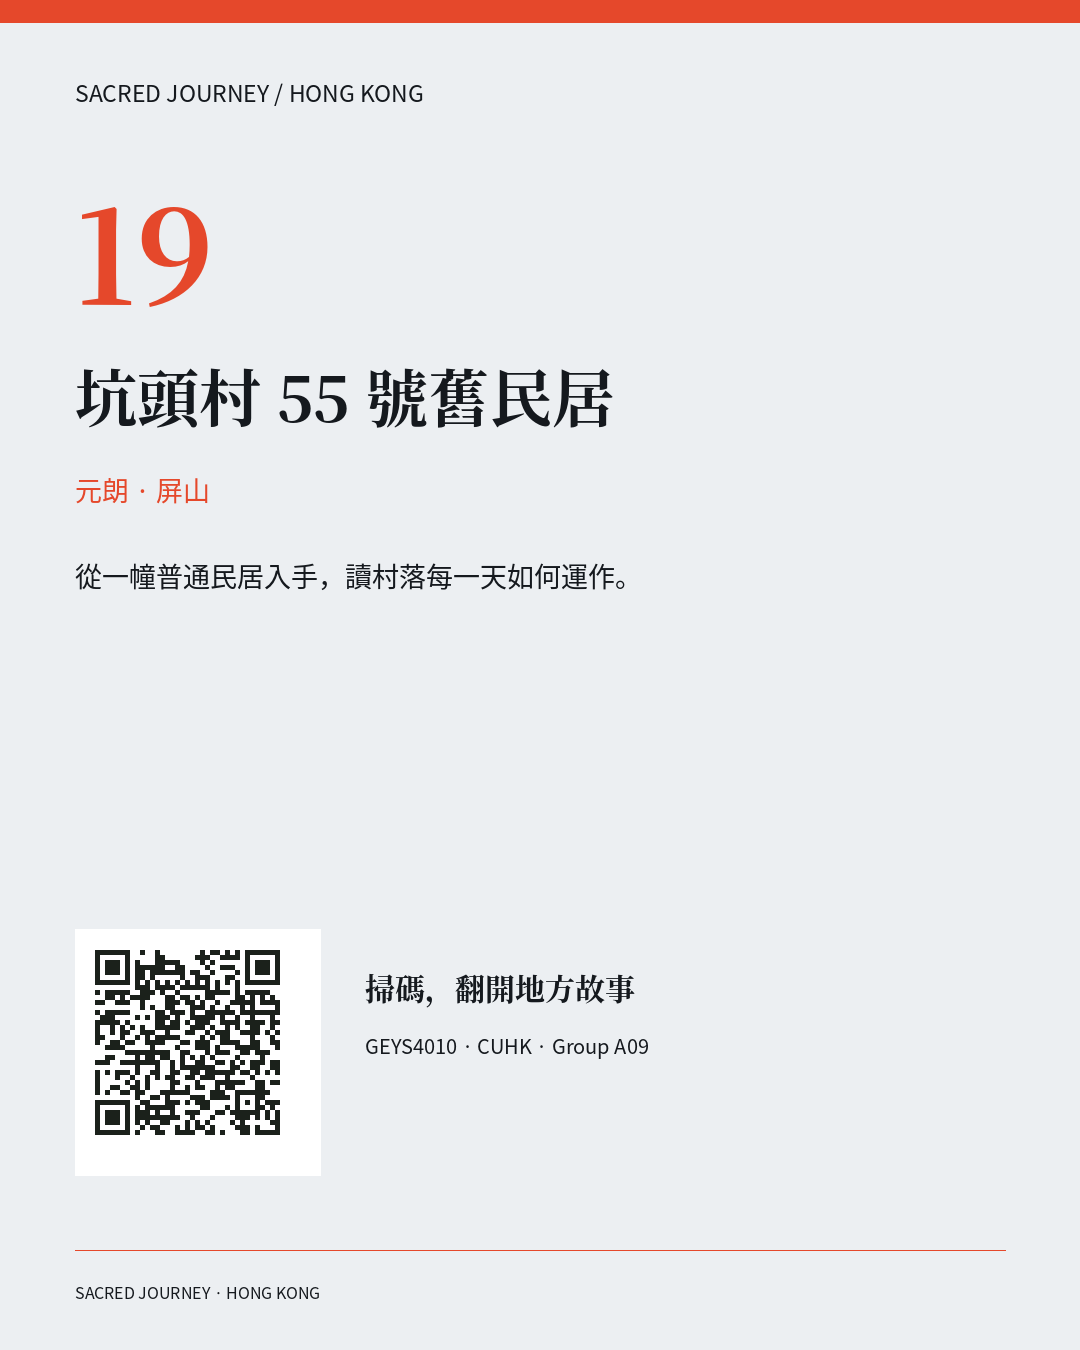 SACRED JOURNEY / HONG KONG
19
坑頭村 55 號舊民居
元朗 · 屏山
從一幢普通民居入手，讀村落每一天如何運作。
掃碼，翻開地方故事
GEYS4010 · CUHK · Group A09
SACRED JOURNEY · HONG KONG